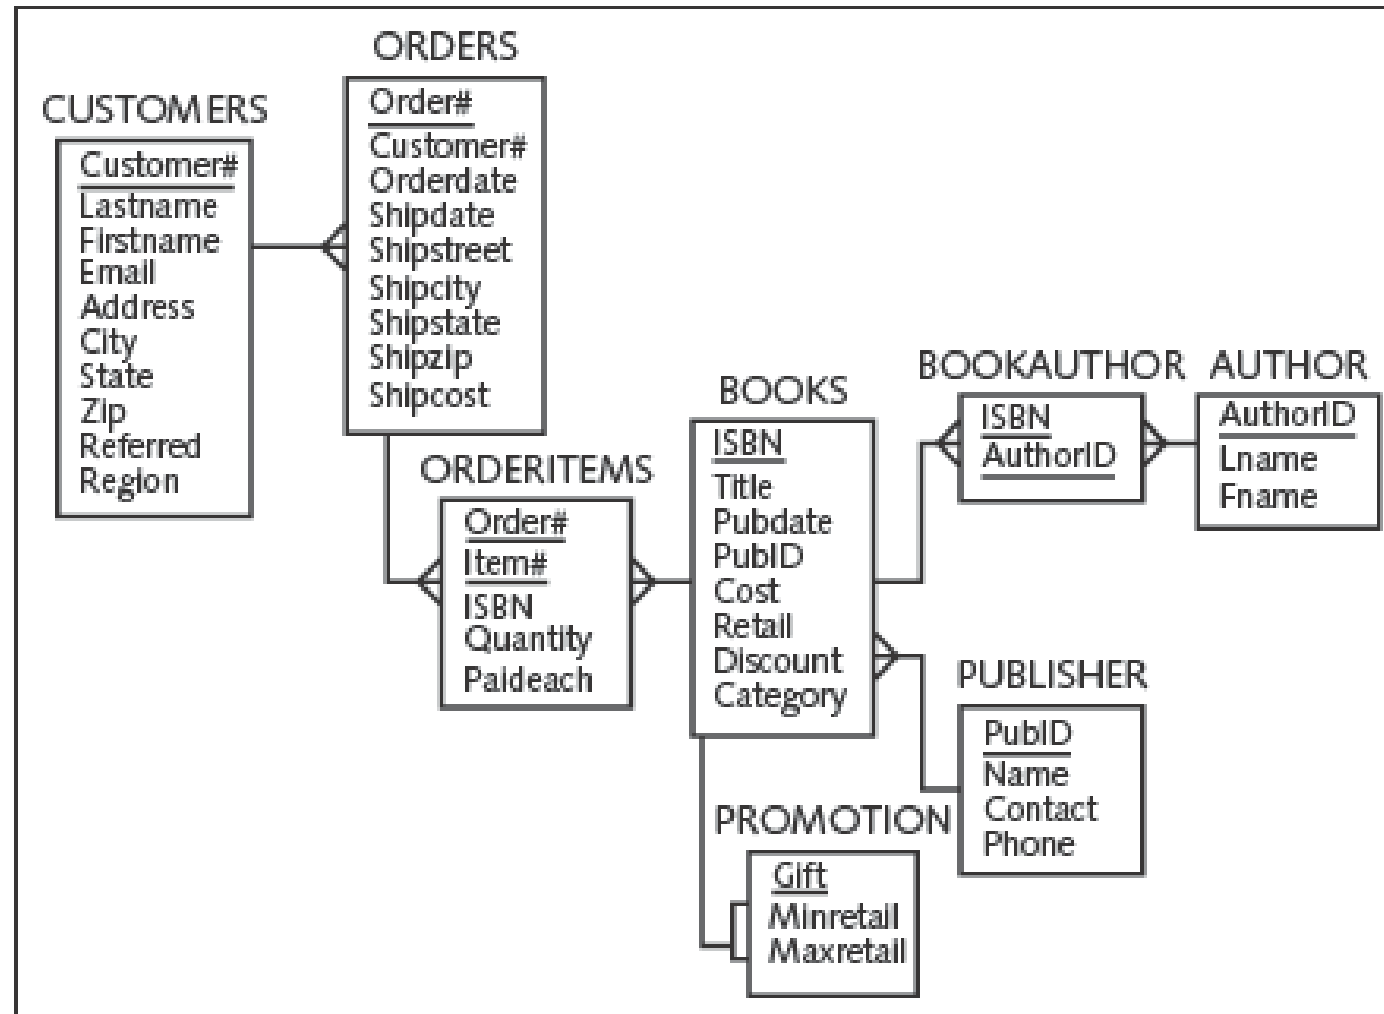 CUSTOMERS
Customer#
Lastname
Firstname
Email
Address
City
State
Zip
Referred
Region
ORDERS
Order#
Customer#
Orderdate
Shipdate
Shipstreet
Shipcity
Shipstate
Shipzip
Shipcost
ORDERITEMS
Order#
Item#
ISBN
Quantity
Paideach
BOOKS
ISBN
Title
Pubdate
PubID
Cost
Retail
Discount
Category
PROMOTION
Gift
Minretail
Maxretail
BOOKAUTHOR
ISBN
AuthorID
AUTHOR
AuthorID
Lname
Fname
PUBLISHER
PubID
Name
Contact
Phone